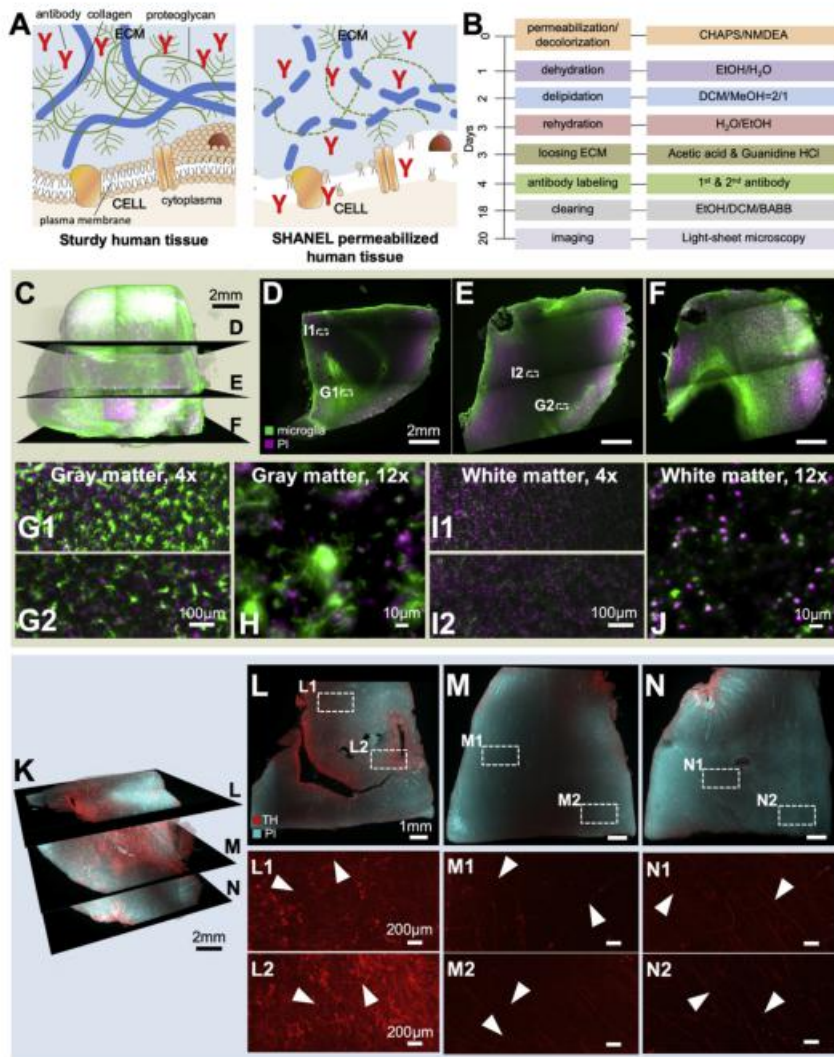 A
antibody collagen proteoglycan
ECM
CELL
plasma membrane
cytoplasma
Sturdy human tissue
ECM
CELL
SHANEL permeabilized
human tissue
B
Days
0
permeabilization/
decolorization
CHAPS/NMDEA
1
dehydration
EtOH/H2O
2
delipidation
DCM/MeOH=2/1
3
rehydration
H2O/EtOH
3
loosing ECM
Acetic acid & Guanidine HCl
4
antibody labeling
1st & 2nd antibody
18
clearing
EtOH/DCM/BABB
20
imaging
Light-sheet microscopy
C
2mm
D
E
F
D
I1
G1
microglia
PI
2mm
E
I2
G2
F
Gray matter, 4x
G1
G2
100μm
Gray matter, 12x
H
10μm
White matter, 4x
I1
I2
100μm
White matter, 12x
J
10μm
K
L
M
N
2mm
L
L1
L2
TH
PI
1mm
M
M1
M2
N
N1
N2
L1
200μm
M1
N1
L2
200μm
M2
N2